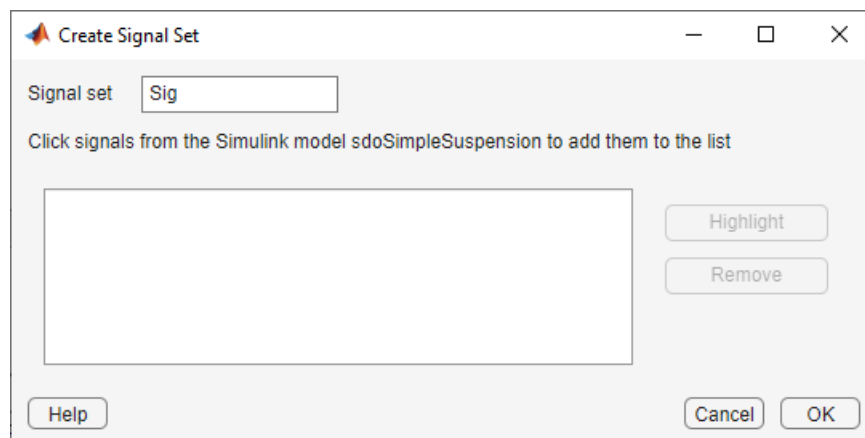 Create Signal Set
Signal set Sig
Click signals from the Simulink model sdoSimpleSuspension to add them to the list
Highlight
Remove
Help Cancel OK